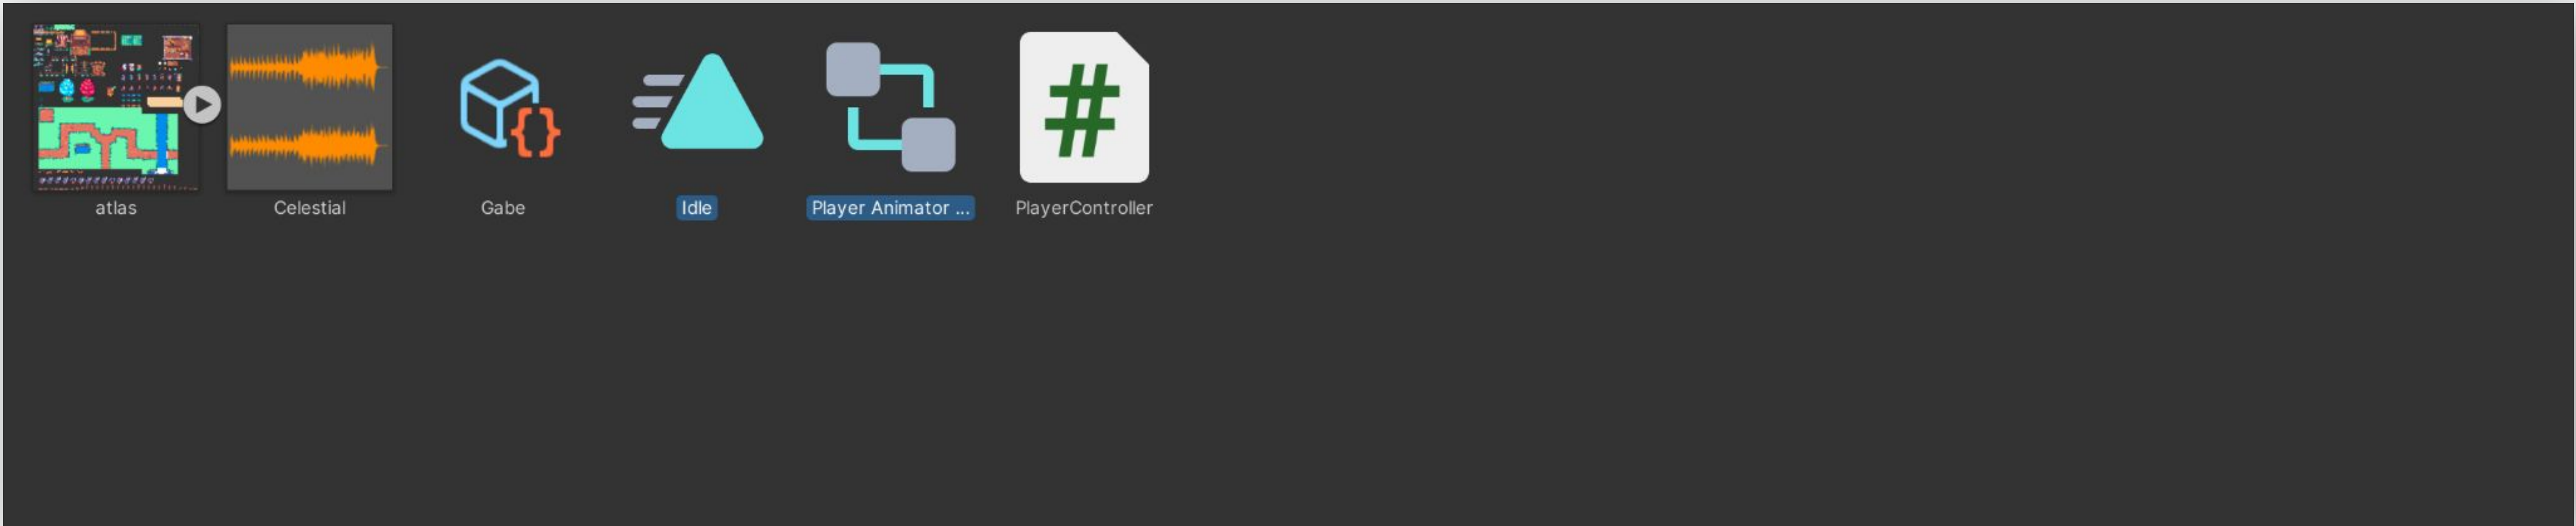 atlas
Celestial
Gabe
Idle
Player Animator ...
PlayerController